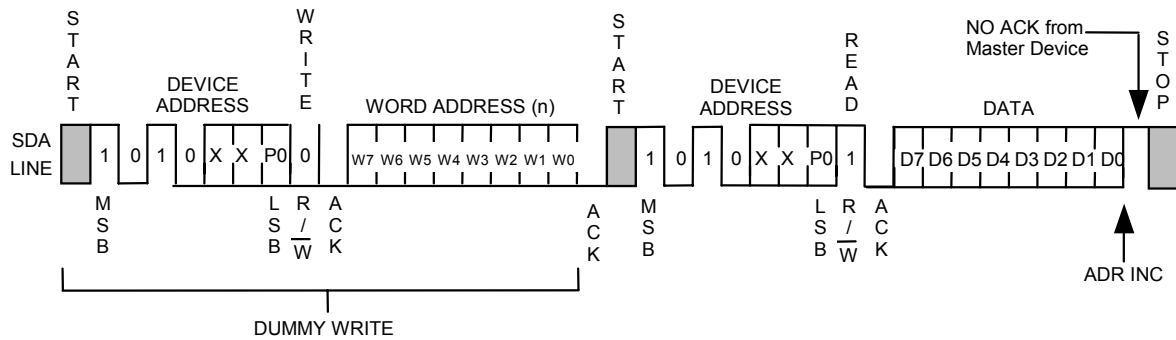 START
WRITE
START
READ
NO ACK from
Master Device
STOP
DEVICE
ADDRESS
WORD ADDRESS (n)
DEVICE
ADDRESS
DATA
SDA
LINE
1 0 1 0 X X P0 0
W7 W6 W5 W4 W3 W2 W1 W0
1 0 1 0 X X P0 1
D7 D6 D5 D4 D3 D2 D1 D0
MSB
LSB
R/W
ACK
ACK
MSB
LSB
R/W
ACK
ADR INC
DUMMY WRITE